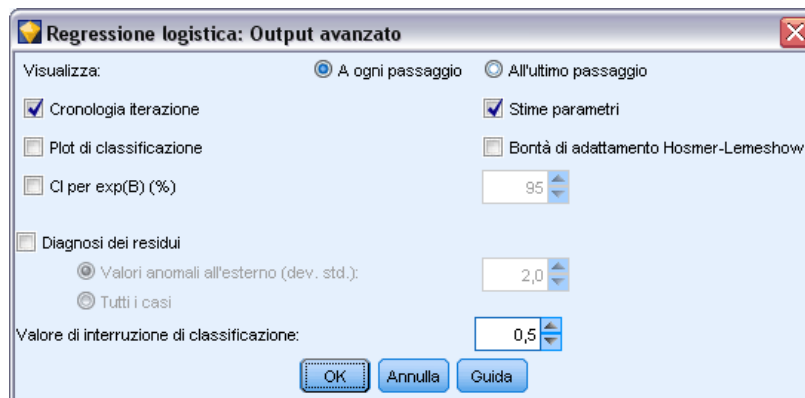 Regressione logistica: Output avanzato
Visualizza: A ogni passaggio All'ultimo passaggio
Cronologia iterazione Stime parametri
Plot di classificazione Bontà di adattamento Hosmer-Lemeshow
CI per exp(B) (%) 95
Diagnosi dei residui
Valori anomali all'esterno (dev. std.): 2,0
Tutti i casi
Valore di interruzione di classificazione: 0,5
OK Annulla Guida